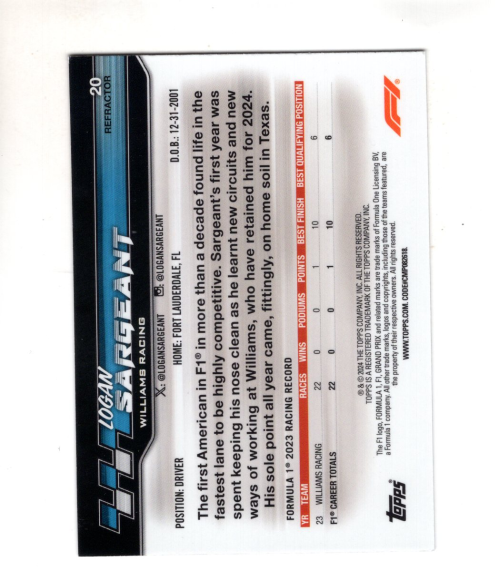 20
REFRACTOR
LOGAN
SARGEANT
WILLIAMS RACING
X: @LOGANSARGEANT @LOGANSARGEANT
POSITION: DRIVER HOME: FORT LAUDERDALE, FL D.O.B.: 12-31-2001
The first American in F1® in more than a decade found life in the
fastest lane to be highly competitive. Sargeant's first year was
spent keeping his nose clean as he learnt new circuits and new
ways of working at Williams, who have retained him for 2024.
His sole point all year came, fittingly, on home soil in Texas.
FORMULA 1® 2023 RACING RECORD
YR TEAM RACES WINS PODIUMS POINTS BEST FINISH BEST QUALIFYING POSITION
23 WILLIAMS RACING 22 0 0 1 10 6
F1® CAREER TOTALS 22 0 0 1 10 6
® & © 2024 THE TOPPS COMPANY, INC. ALL RIGHTS RESERVED.
TOPPS IS A REGISTERED TRADEMARK OF THE TOPPS COMPANY, INC.
The F1 logo, FORMULA 1, F1, GRAND PRIX and related marks are trade marks of Formula One Licensing BV,
a Formula 1 company. All other trade marks, logos and copyrights, including those of the teams featured, are
the property of their respective owners. All rights reserved.
WWW.TOPPS.COM.
topps
F1